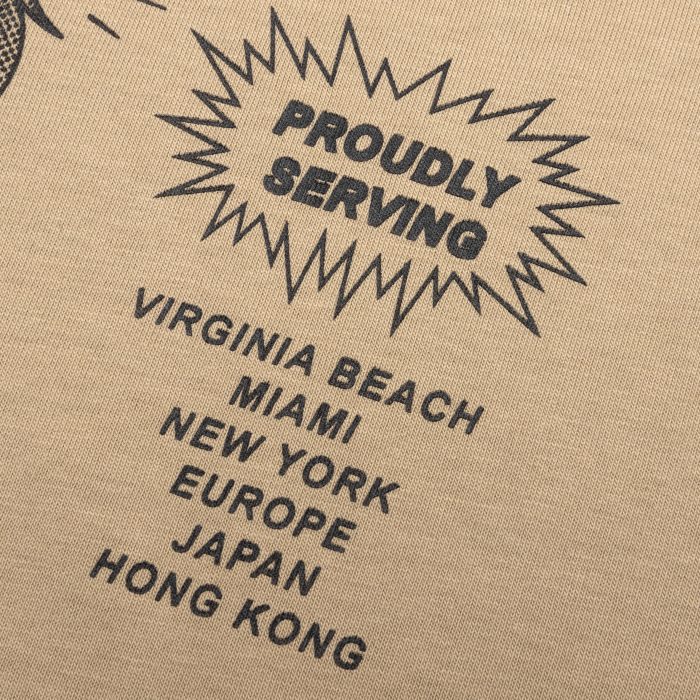 PROUDLY
SERVING
VIRGINIA BEACH
MIAMI
NEW YORK
EUROPE
JAPAN
HONG KONG